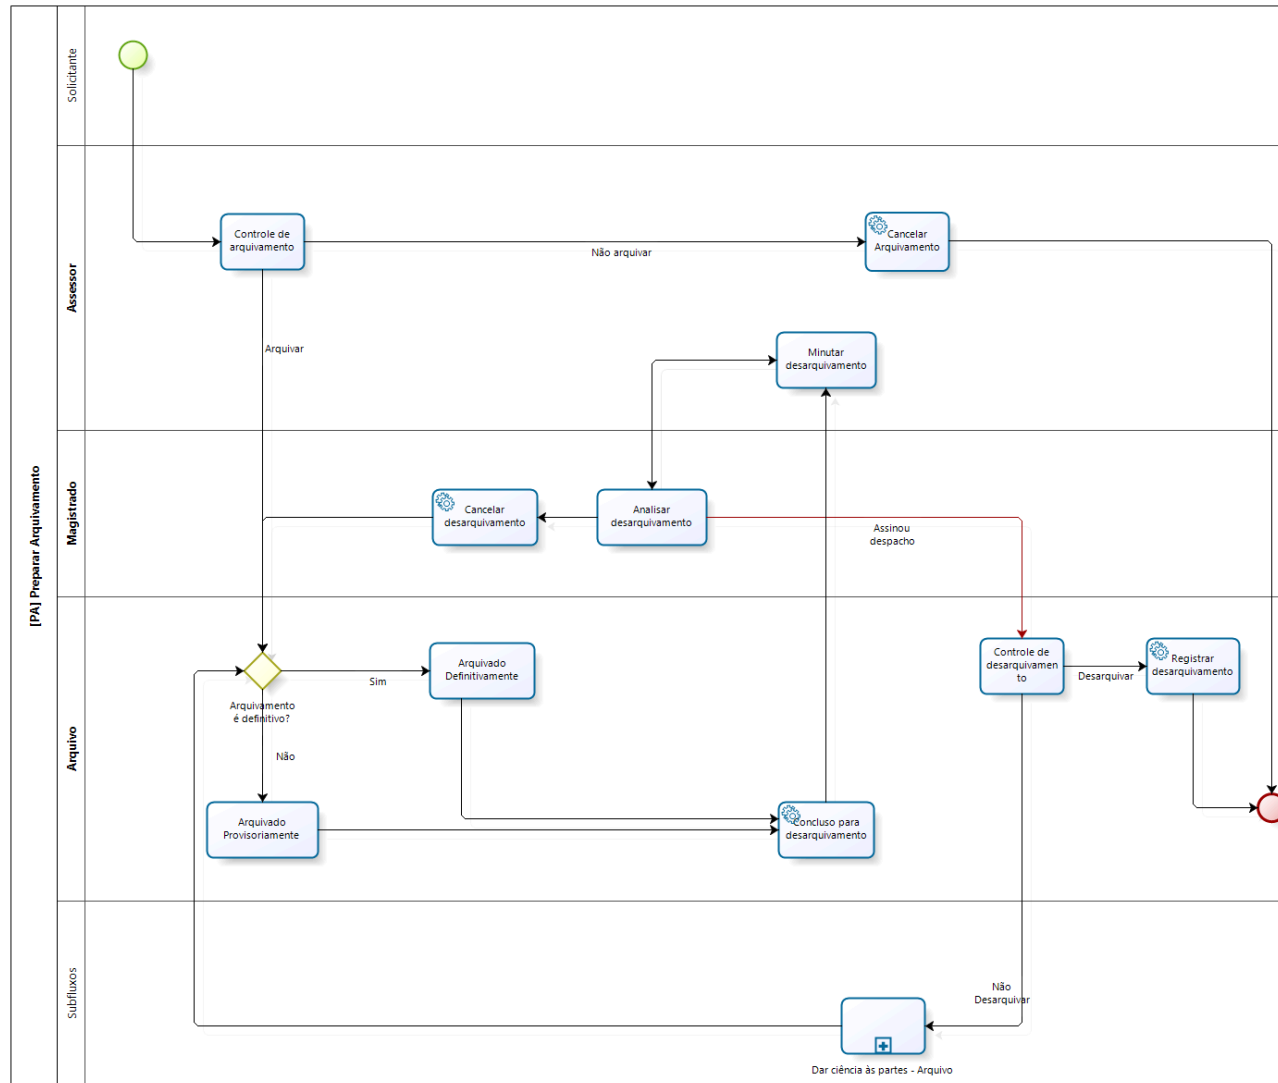 [PA] Preparar Arquivamento
Solicitante
Assessor
Controle de
arquivamento
Não arquivar
Cancelar
Arquivamento
Arquivar
Minutar
desarquivamento
Magistrado
Cancelar
desarquivamento
Analisar
desarquivamento
Assinou
despacho
Arquivo
Arquivamento
é definitivo?
Sim
Arquivado
Definitivamente
Controle de
desarquivamen
to
Desarquivar
Registrar
desarquivamento
Não
Arquivado
Provisoriamente
Concluso para
desarquivamento
Subfluxos
Não
Desarquivar
Dar ciência às partes - Arquivo